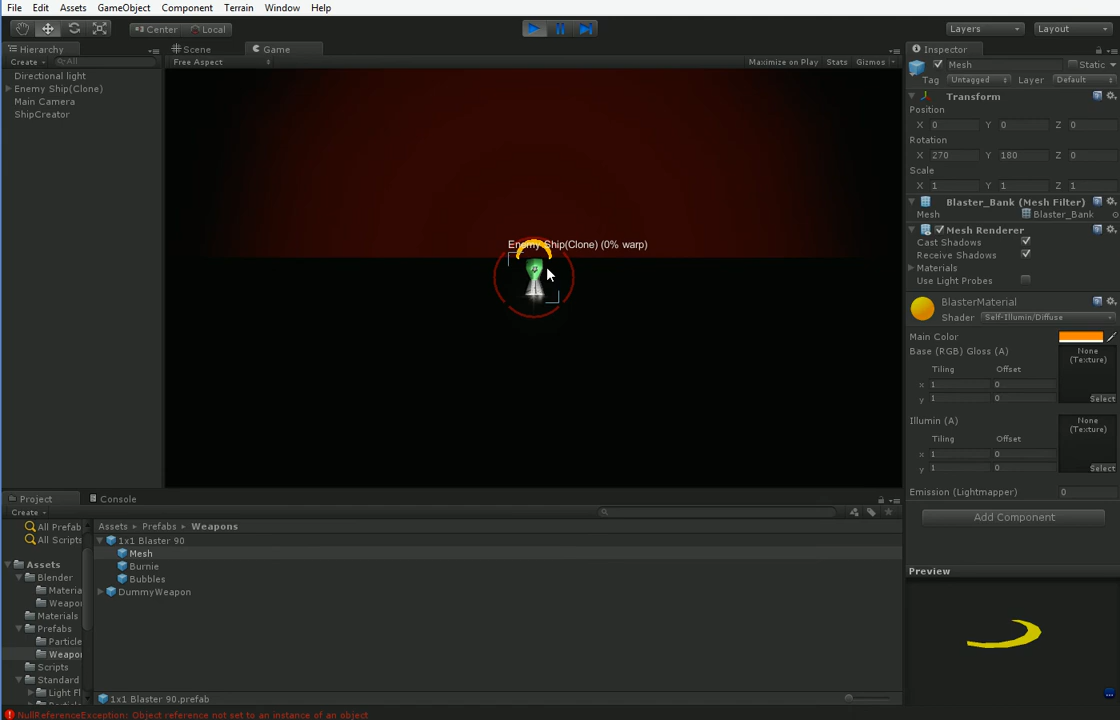 File Edit Assets GameObject Component Terrain Window Help
Center Local Layers Layout
Hierarchy Scene Game Inspector
Create All Free Aspect Maximize on Play Stats Gizmos Mesh Static
Tag Untagged Layer Default
Directional light
Enemy Ship(Clone)
Main Camera
ShipCreator
Enemy Ship(Clone) (0% warp)
Transform
Position
X 0 Y 0 Z 0
Rotation
X 270 Y 180 Z 0
Scale
X 1 Y 1 Z 1
Blaster_Bank (Mesh Filter)
Mesh Blaster_Bank
Mesh Renderer
Cast Shadows
Receive Shadows
Materials
Use Light Probes
BlasterMaterial
Shader Self-Illumin/Diffuse
Main Color
Base (RGB) Gloss (A)
None
(Texture)
Tiling Offset
x 1 0
y 1 0
Select
Illumin (A)
None
(Texture)
Tiling Offset
x 1 0
y 1 0
Select
Emission (Lightmapper) 0
Add Component
Preview
Project Console
Create
All Prefab
All Scripts
Assets
Blender
Materia
Weapo
Materials
Prefabs
Particle
Weapo
Scripts
Standard
Light Fl
Assets Prefabs Weapons
1x1 Blaster 90
Mesh
Burnie
Bubbles
DummyWeapon
1x1 Blaster 90.prefab
NullReferenceException: Object reference not set to an instance of an object